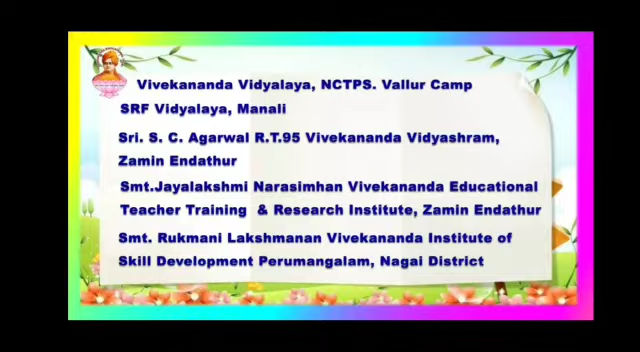 Vivekananda Vidyalaya, NCTPS. Vallur Camp
SRF Vidyalaya, Manali
Sri. S. C. Agarwal R.T.95 Vivekananda Vidyashram,
Zamin Endathur
Smt.Jayalakshmi Narasimhan Vivekananda Educational
Teacher Training & Research Institute, Zamin Endathur
Smt. Rukmani Lakshmanan Vivekananda Institute of
Skill Development Perumangalam, Nagai District